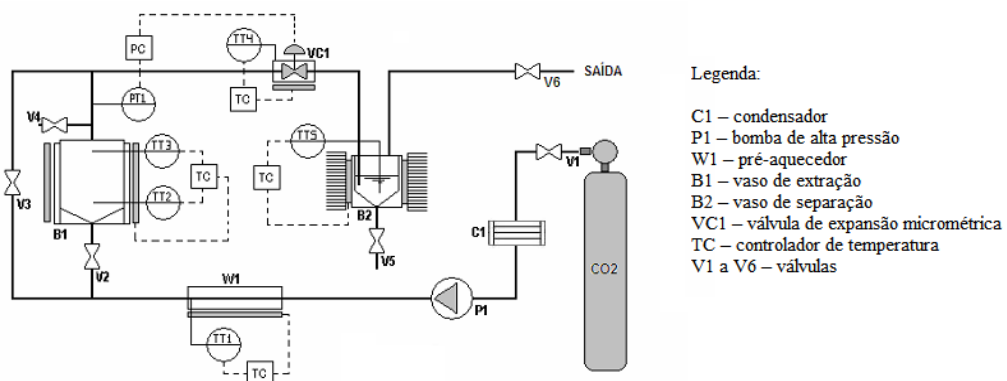 TT4
VC1
PC
TC
SAÍDA
V6
PT1
V4
TT3
TT5
TC
TC
V1
TT2
V3
B1
B2
C1
V2
V5
CO2
W1
P1
TT1
TC
Legenda:
C1 – condensador
P1 – bomba de alta pressão
W1 – pré-aquecedor
B1 – vaso de extração
B2 – vaso de separação
VC1 – válvula de expansão micrométrica
TC – controlador de temperatura
V1 a V6 – válvulas